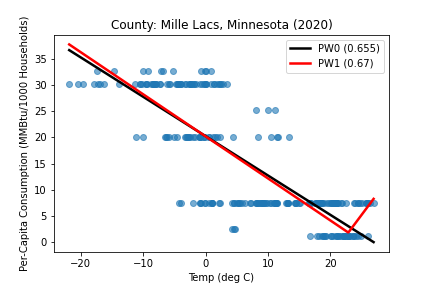 County: Mille Lacs, Minnesota (2020)
Per-Capita Consumption (MMBtu/1000 Households)
35
30
25
20
15
10
5
0
PW0 (0.655)
PW1 (0.67)
−20 −10 0 10 20
Temp (deg C)